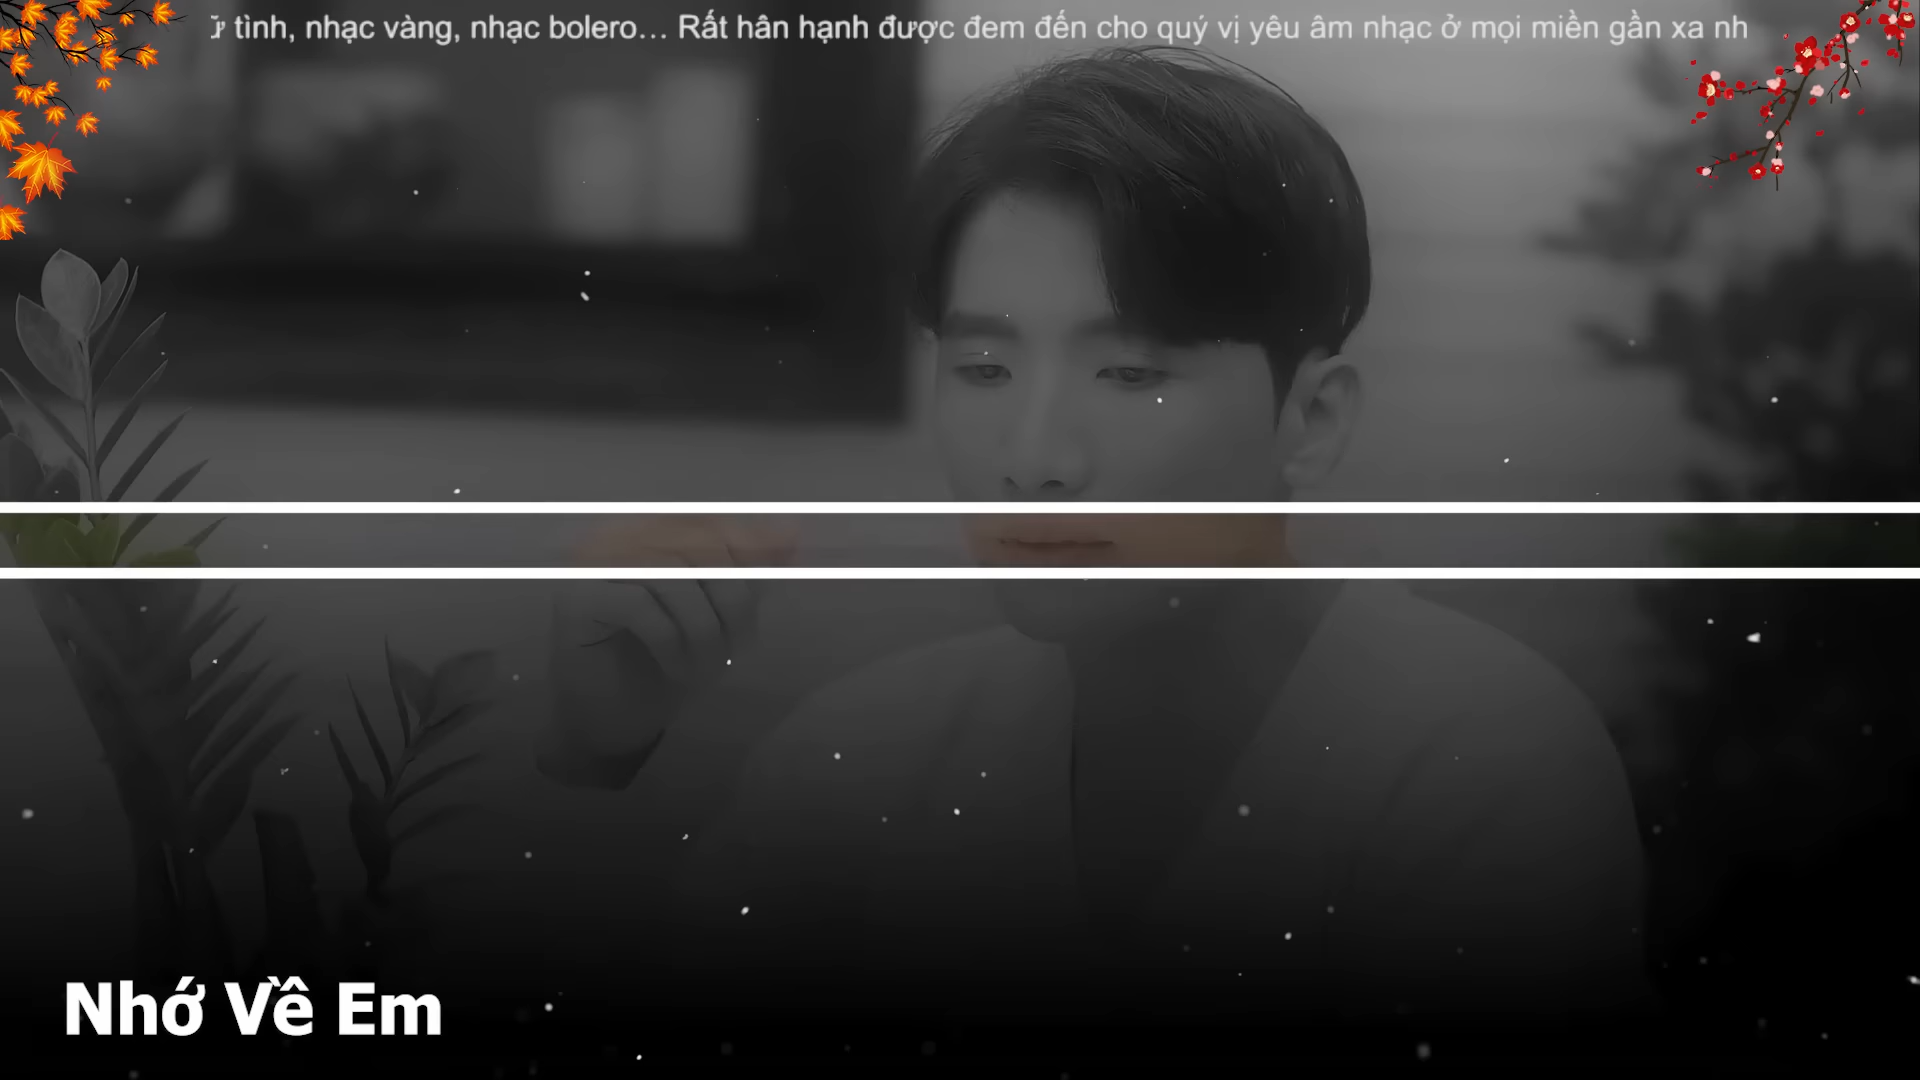 tình, nhạc vàng, nhạc bolero... Rất hân hạnh được đem đến cho quý vị yêu âm nhạc ở mọi miền gần xa nh
Nhớ Về Em